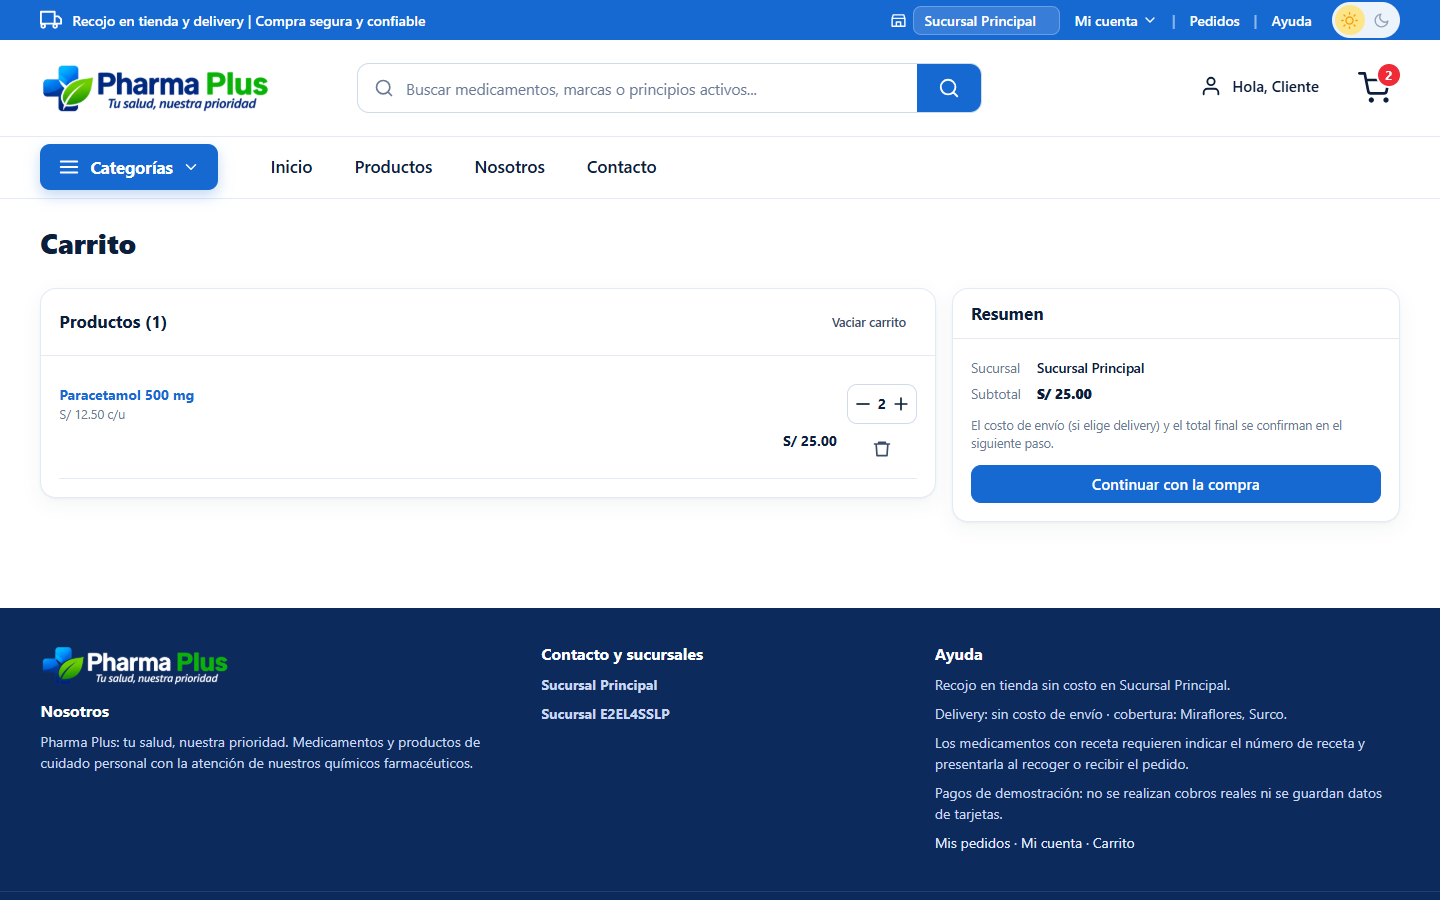 Recojo en tienda y delivery | Compra segura y confiable
Sucursal Principal
Mi cuenta
|
Pedidos
|
Ayuda
Pharma Plus
Tu salud, nuestra prioridad
Buscar medicamentos, marcas o principios activos...
Hola, Cliente
2
Categorías
Inicio
Productos
Nosotros
Contacto
Carrito
Productos (1)
Vaciar carrito
Paracetamol 500 mg
S/ 12.50 c/u
2
S/ 25.00
Resumen
Sucursal Sucursal Principal
Subtotal S/ 25.00
El costo de envío (si elige delivery) y el total final se confirman en el
siguiente paso.
Continuar con la compra
Pharma Plus
Tu salud, nuestra prioridad
Nosotros
Pharma Plus: tu salud, nuestra prioridad. Medicamentos y productos de
cuidado personal con la atención de nuestros químicos farmacéuticos.
Contacto y sucursales
Sucursal Principal
Sucursal E2EL4SSLP
Ayuda
Recojo en tienda sin costo en Sucursal Principal.
Delivery: sin costo de envío · cobertura: Miraflores, Surco.
Los medicamentos con receta requieren indicar el número de receta y
presentarla al recoger o recibir el pedido.
Pagos de demostración: no se realizan cobros reales ni se guardan datos
de tarjetas.
Mis pedidos · Mi cuenta · Carrito